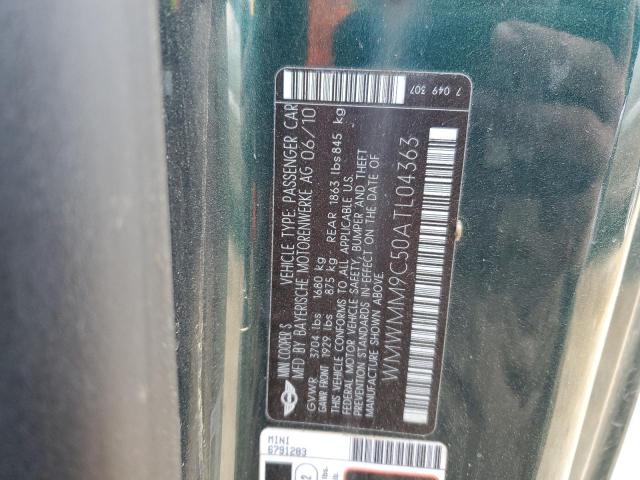 MINI COOPER S VEHICLE TYPE: PASSENGER CAR
MFD BY BAYERISCHE MOTORENWERKE AG 06/10
GVWR 3704 lbs 1680 kg
GAWR FRONT 1929 lbs 875 kg REAR 1863 lbs 845 kg
THIS VEHICLE CONFORMS TO ALL APPLICABLE U.S.
FEDERAL MOTOR VEHICLE SAFETY, BUMPER AND THEFT
PREVENTION STANDARDS IN EFFECT ON THE DATE OF
MANUFACTURE SHOWN ABOVE.
WMWMM9C50ATL04363
7 049 307
MINI
6791283